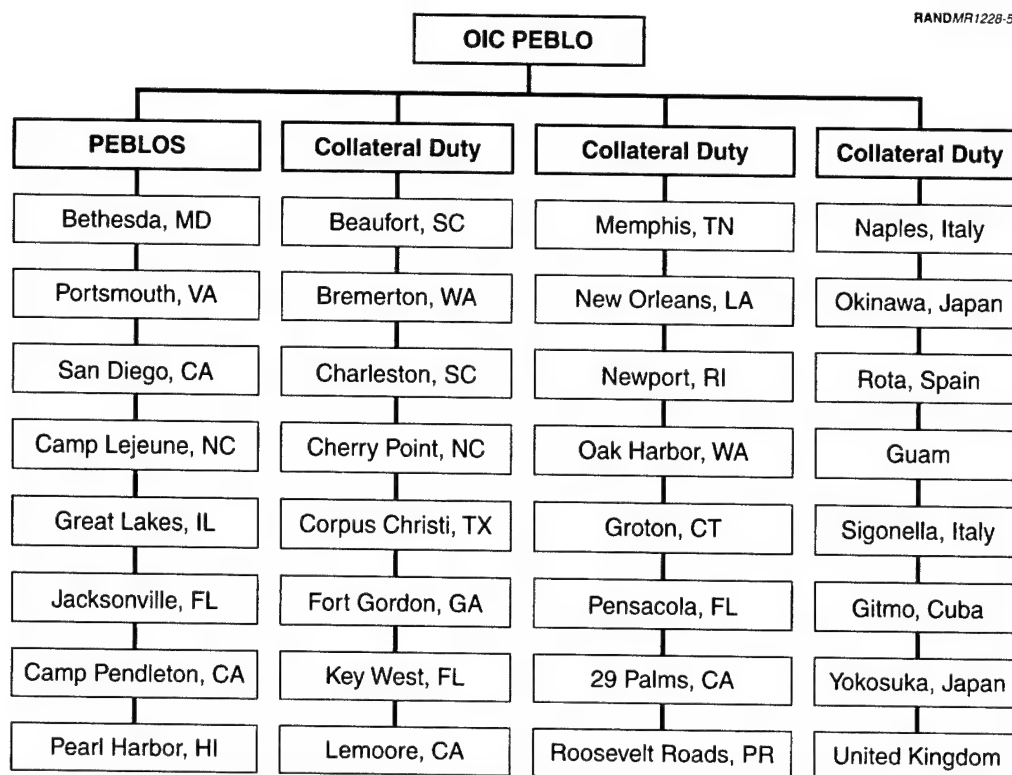 RANDMR1228-5
OIC PEBLO
PEBLOS
Bethesda, MD
Portsmouth, VA
San Diego, CA
Camp Lejeune, NC
Great Lakes, IL
Jacksonville, FL
Camp Pendleton, CA
Pearl Harbor, HI
Collateral Duty
Beaufort, SC
Bremerton, WA
Charleston, SC
Cherry Point, NC
Corpus Christi, TX
Fort Gordon, GA
Key West, FL
Lemoore, CA
Collateral Duty
Memphis, TN
New Orleans, LA
Newport, RI
Oak Harbor, WA
Groton, CT
Pensacola, FL
29 Palms, CA
Roosevelt Roads, PR
Collateral Duty
Naples, Italy
Okinawa, Japan
Rota, Spain
Guam
Sigonella, Italy
Gitmo, Cuba
Yokosuka, Japan
United Kingdom